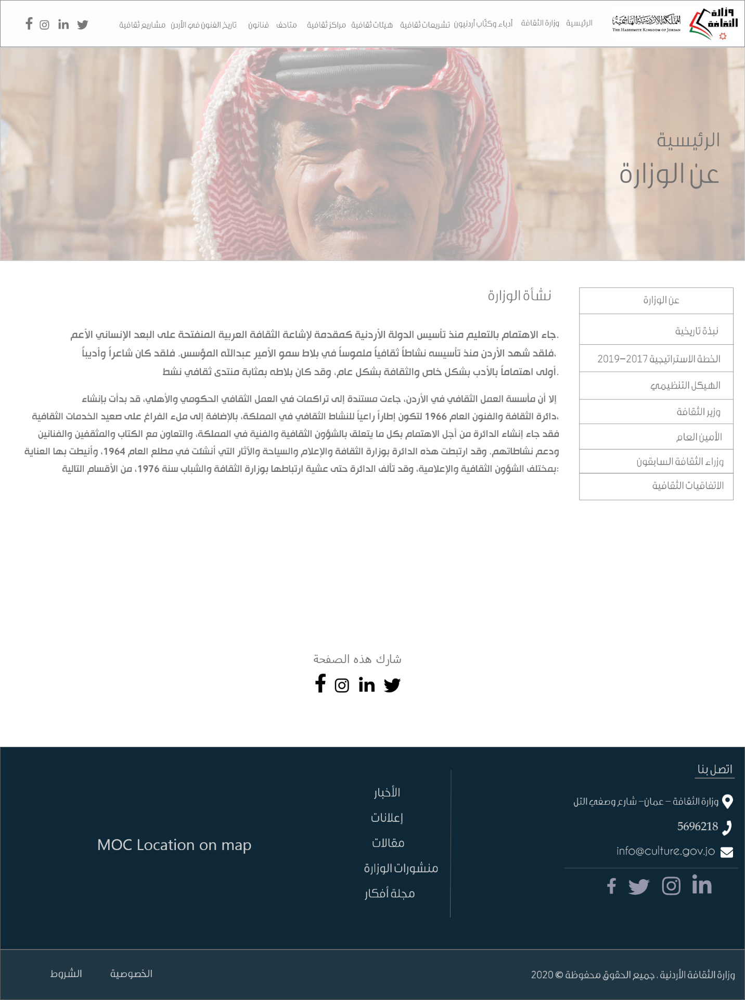 وزارة
الثقافة
المملكة الأردنية الهاشمية
THE HASHEMITE KINGDOM OF JORDAN
الرئيسية
وزارة الثقافة
أدباء وكتّاب أردنيون
تشريعات ثقافية
هيئات ثقافية
مراكز ثقافية
متاحف
فنانون
تاريخ الفنون في الأردن
مشاريع ثقافية
الرئيسية
عن الوزارة
عن الوزارة
نبذة تاريخية
الخطة الاستراتيجية 2017-2019
الهيكل التنظيمي
وزير الثقافة
الأمين العام
وزراء الثقافة السابقون
الاتفاقيات الثقافية
نشأة الوزارة
جاء الاهتمام بالتعليم منذ تأسيس الدولة الأردنية كمقدمة لإشاعة الثقافة العربية المنفتحة على البعد الإنساني الأعم.
فلقد شهد الأردن منذ تأسيسه نشاطاً ثقافياً ملموساً في بلاط سمو الأمير عبدالله المؤسس. فلقد كان شاعراً وأديباً،
أولى اهتماماً بالأدب بشكل خاص والثقافة بشكل عام، وقد كان بلاطه بمثابة منتدى ثقافي نشط.
إلا أن مأسسة العمل الثقافي في الأردن، جاءت مستندة إلى تراكمات في العمل الثقافي الحكومي والأهلي، قد بدأت بإنشاء
دائرة الثقافة والفنون العام 1966 لتكون إطاراً راعياً للنشاط الثقافي في المملكة، بالإضافة إلى ملء الفراغ على صعيد الخدمات الثقافية،
فقد جاء إنشاء الدائرة من أجل الاهتمام بكل ما يتعلق بالشؤون الثقافية والفنية في المملكة، والتعاون مع الكتاب والمثقفين والفنانين
ودعم نشاطاتهم. وقد ارتبطت هذه الدائرة بوزارة الثقافة والإعلام والسياحة والآثار التي أنشئت في مطلع العام 1964، وأنيطت بها العناية
بمختلف الشؤون الثقافية والإعلامية، وقد تألف الدائرة حتى عشية ارتباطها بوزارة الثقافة والشباب سنة 1976، من الأقسام التالية:
شارك هذه الصفحة
اتصل بنا
وزارة الثقافة - عمان- شارع وصفي التل
5696218
info@culture.gov.jo
الأخبار
إعلانات
مقالات
منشورات الوزارة
مجلة أفكار
MOC Location on map
وزارة الثقافة الأردنية . جميع الحقوق محفوظة © 2020
الخصوصية
الشروط